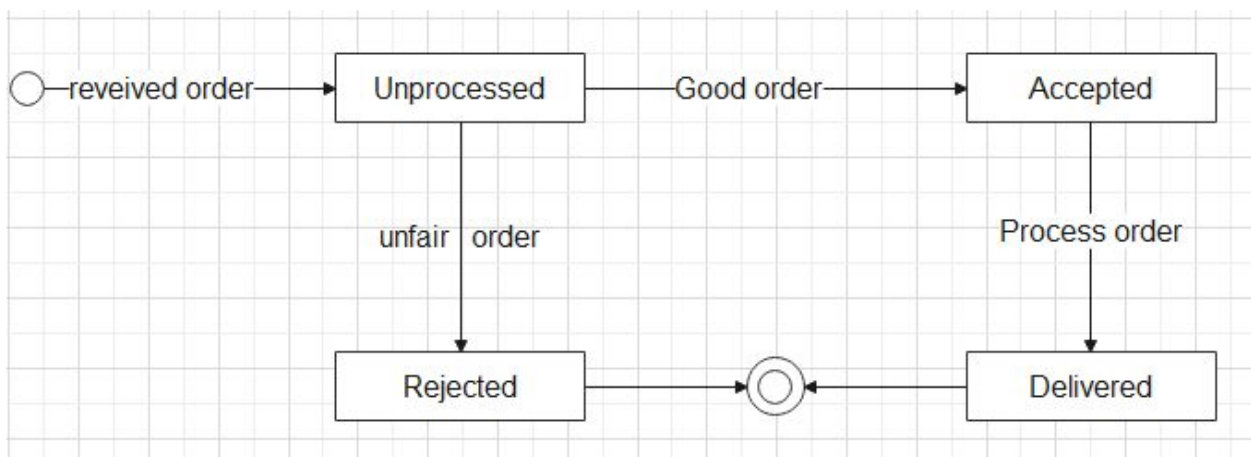 reveived order
Unprocessed
Good order
Accepted
unfair order
Process order
Rejected
Delivered